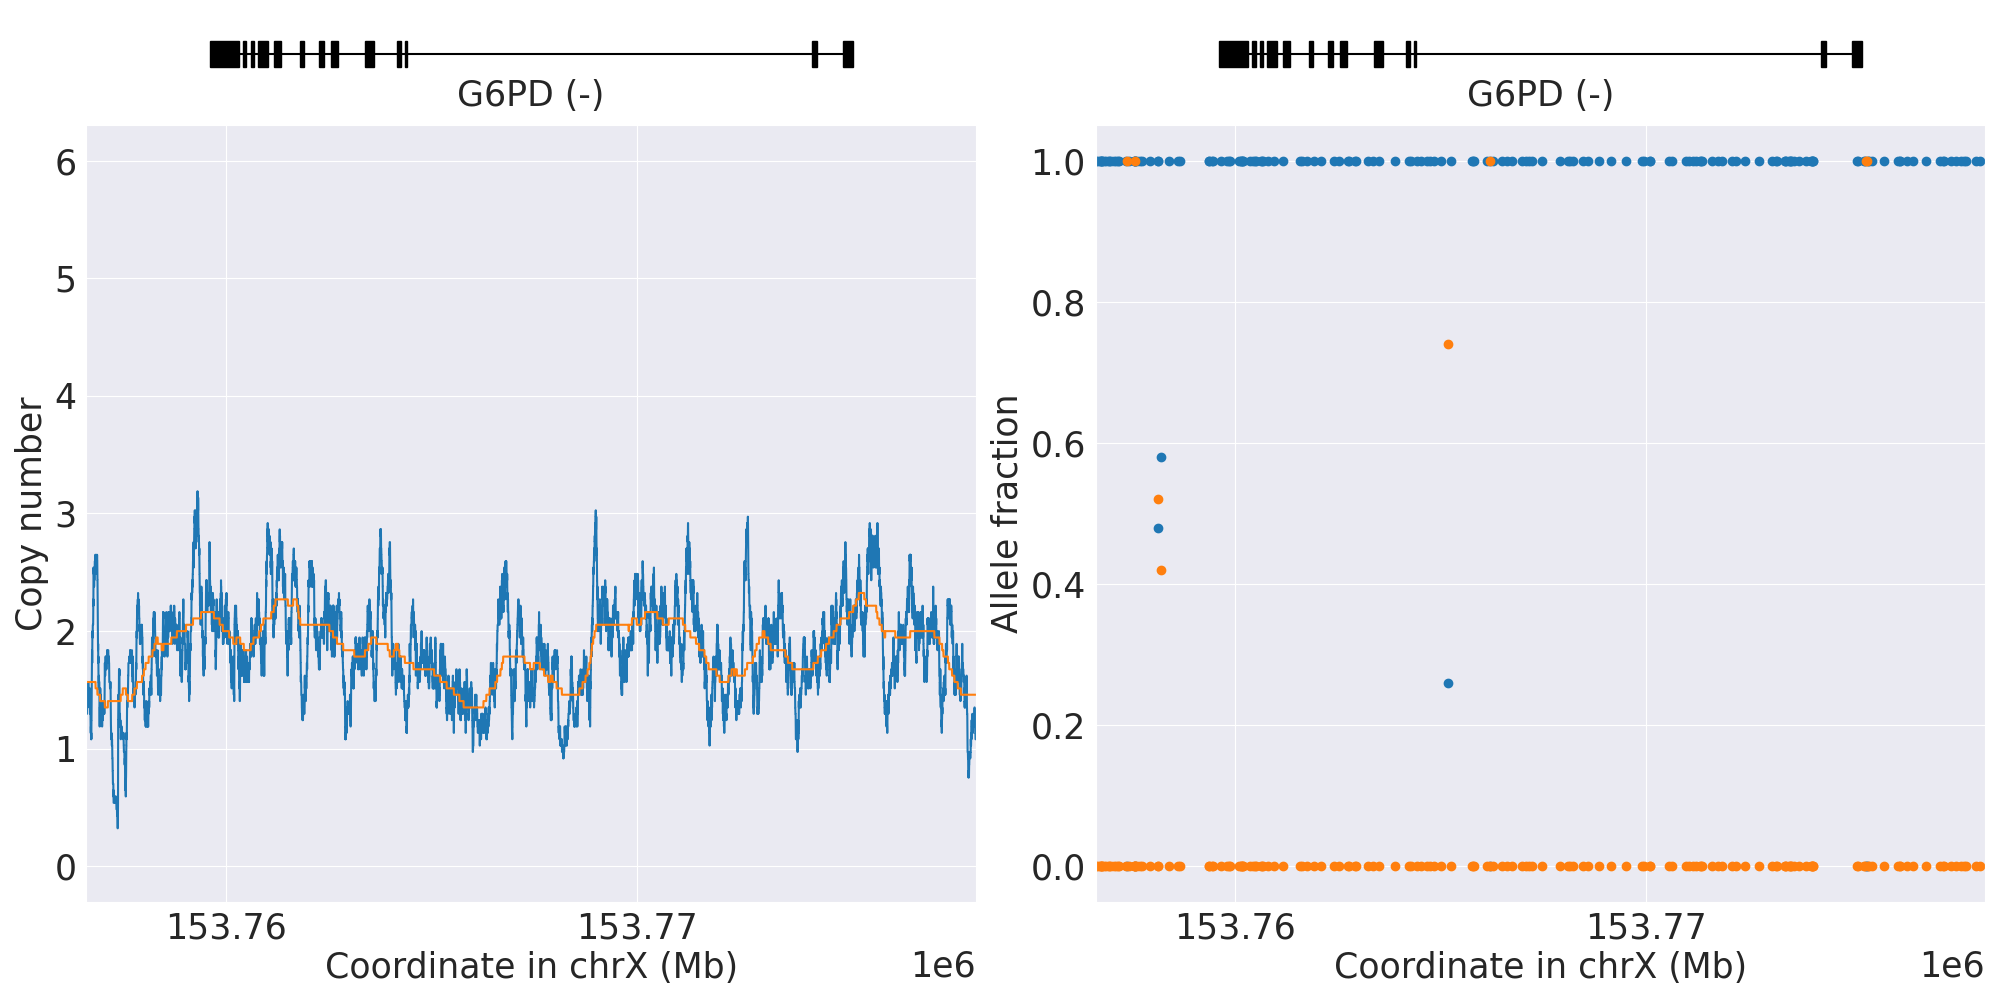 G6PD (-)
6
5
4
3
2
1
0
Copy number
153.76
153.77
Coordinate in chrX (Mb)
1e6
G6PD (-)
1.0
0.8
0.6
0.4
0.2
0.0
Allele fraction
153.76
153.77
Coordinate in chrX (Mb)
1e6